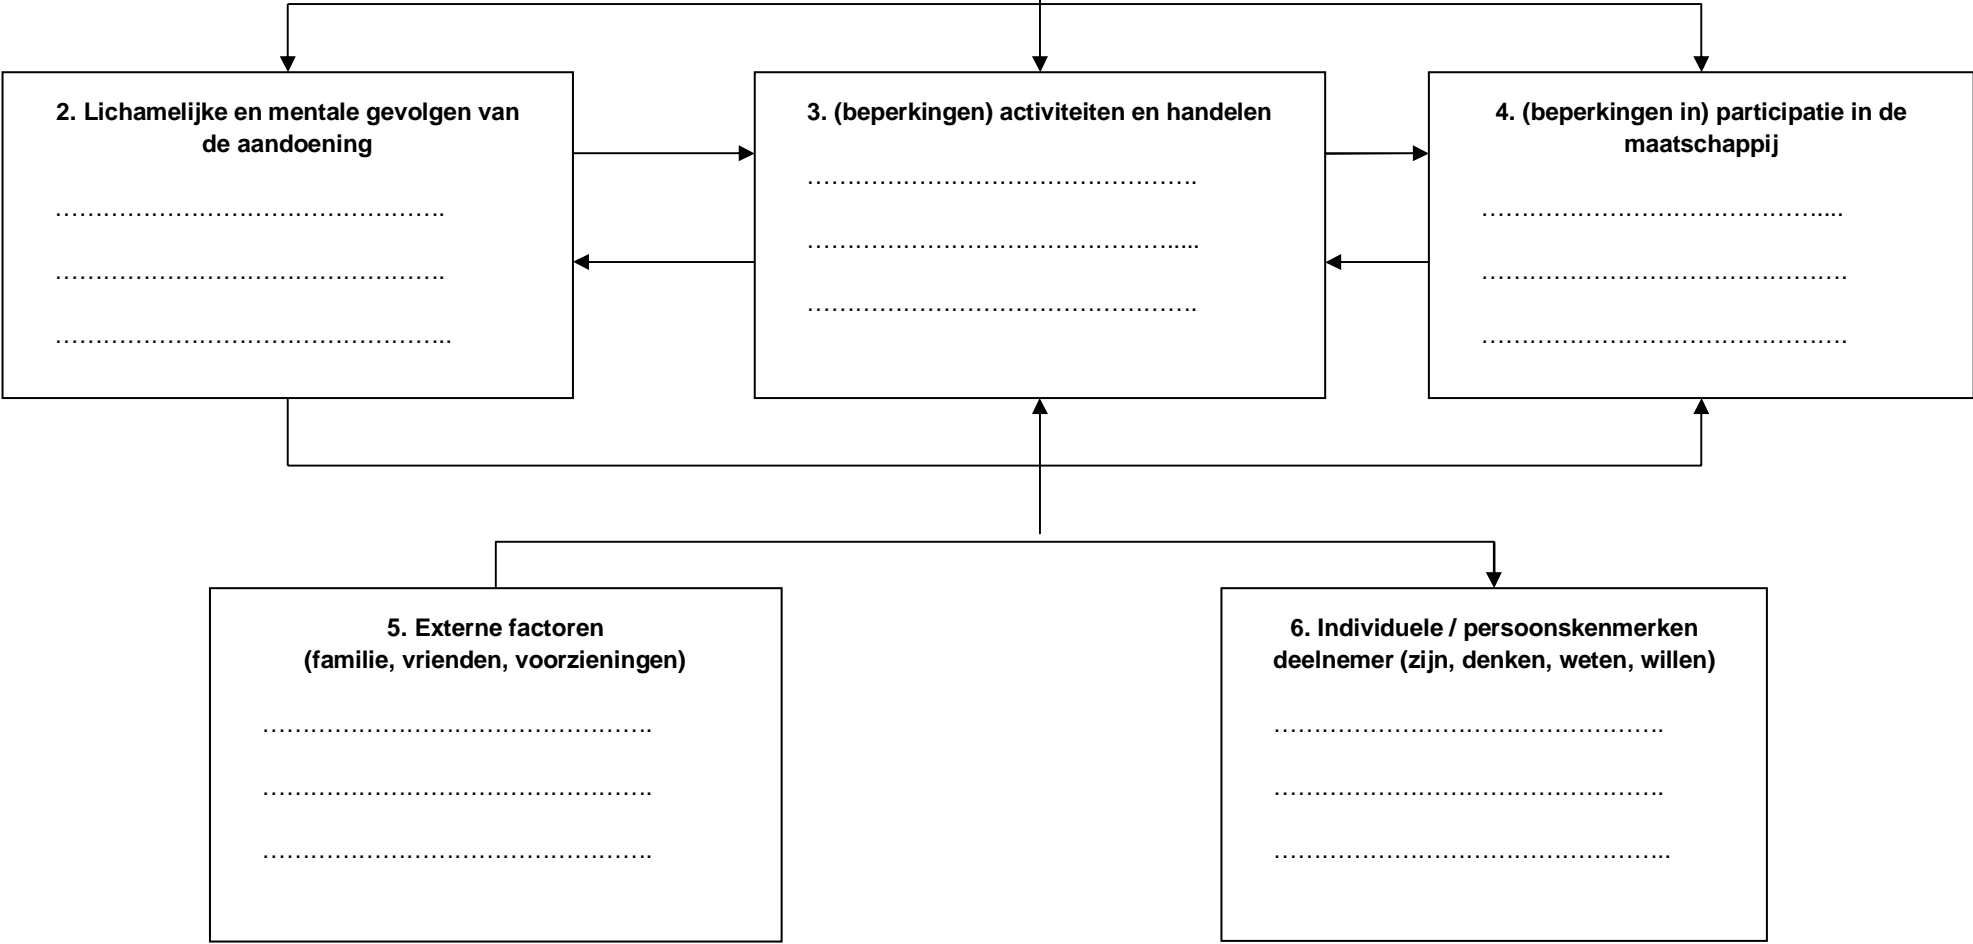 2. Lichamelijke en mentale gevolgen van
de aandoening
………………………………………….
………………………………………….
…………………………………………..
3. (beperkingen) activiteiten en handelen
………………………………………….
……………………………………….....
………………………………………….
4. (beperkingen in) participatie in de
maatschappij
…………………………………….....
……………………………………….
……………………………………….
5. Externe factoren
(familie, vrienden, voorzieningen)
………………………………………….
………………………………………….
………………………………………….
6. Individuele / persoonskenmerken
deelnemer (zijn, denken, weten, willen)
………………………………………….
………………………………………….
…………………………………………..